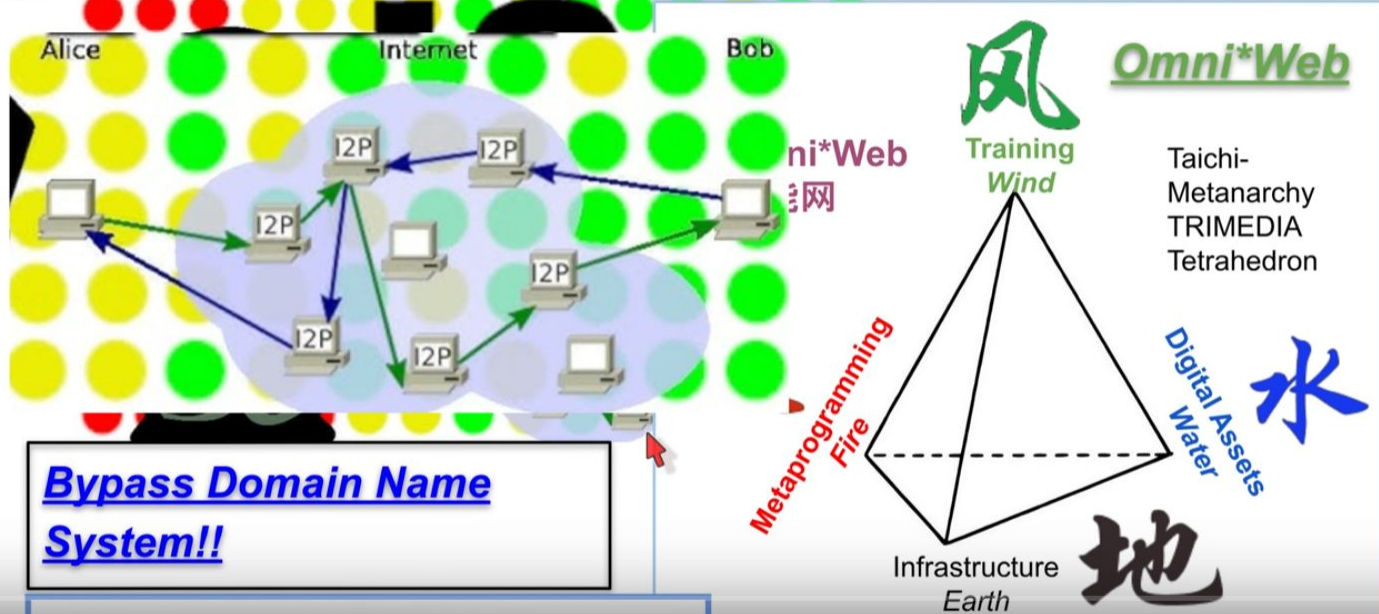 Alice
Internet
Bob
I2P
I2P
I2P
I2P
I2P
I2P
Bypass Domain Name
System!!
ni*Web
网
风
Training
Wind
Omni*Web
Taichi-
Metanarchy
TRIMEDIA
Tetrahedron
Metaprogramming
Fire
Digital Assets
Water
水
Infrastructure
Earth
地